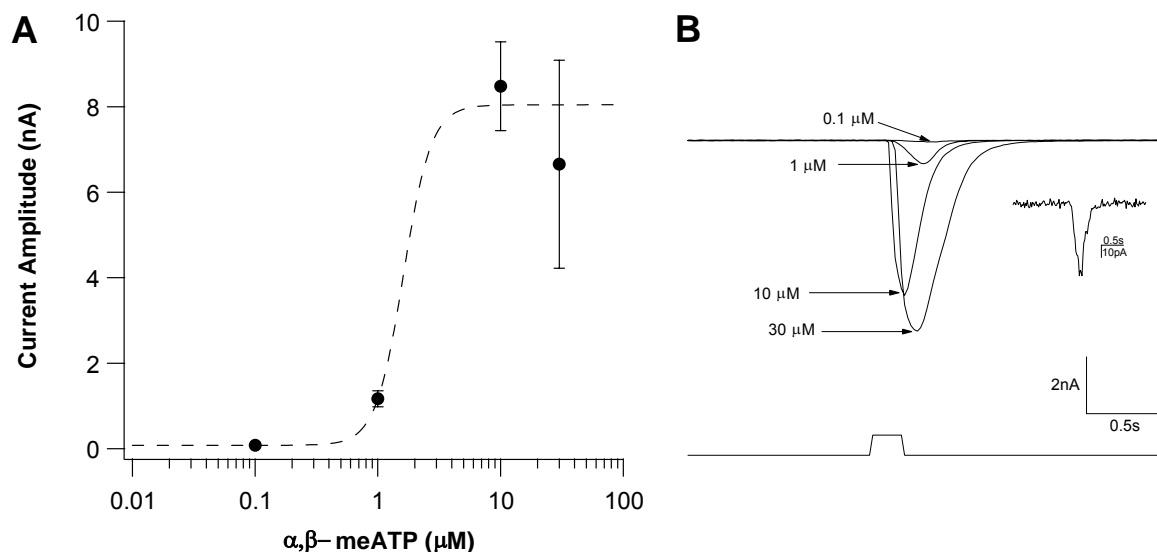 A
10
8
6
4
2
0
Current Amplitude (nA)
0.01 0.1 1 10 100
α,β– meATP (μM)
B
0.1 μM
1 μM
10 μM
30 μM
0.5s
10pA
2nA
0.5s